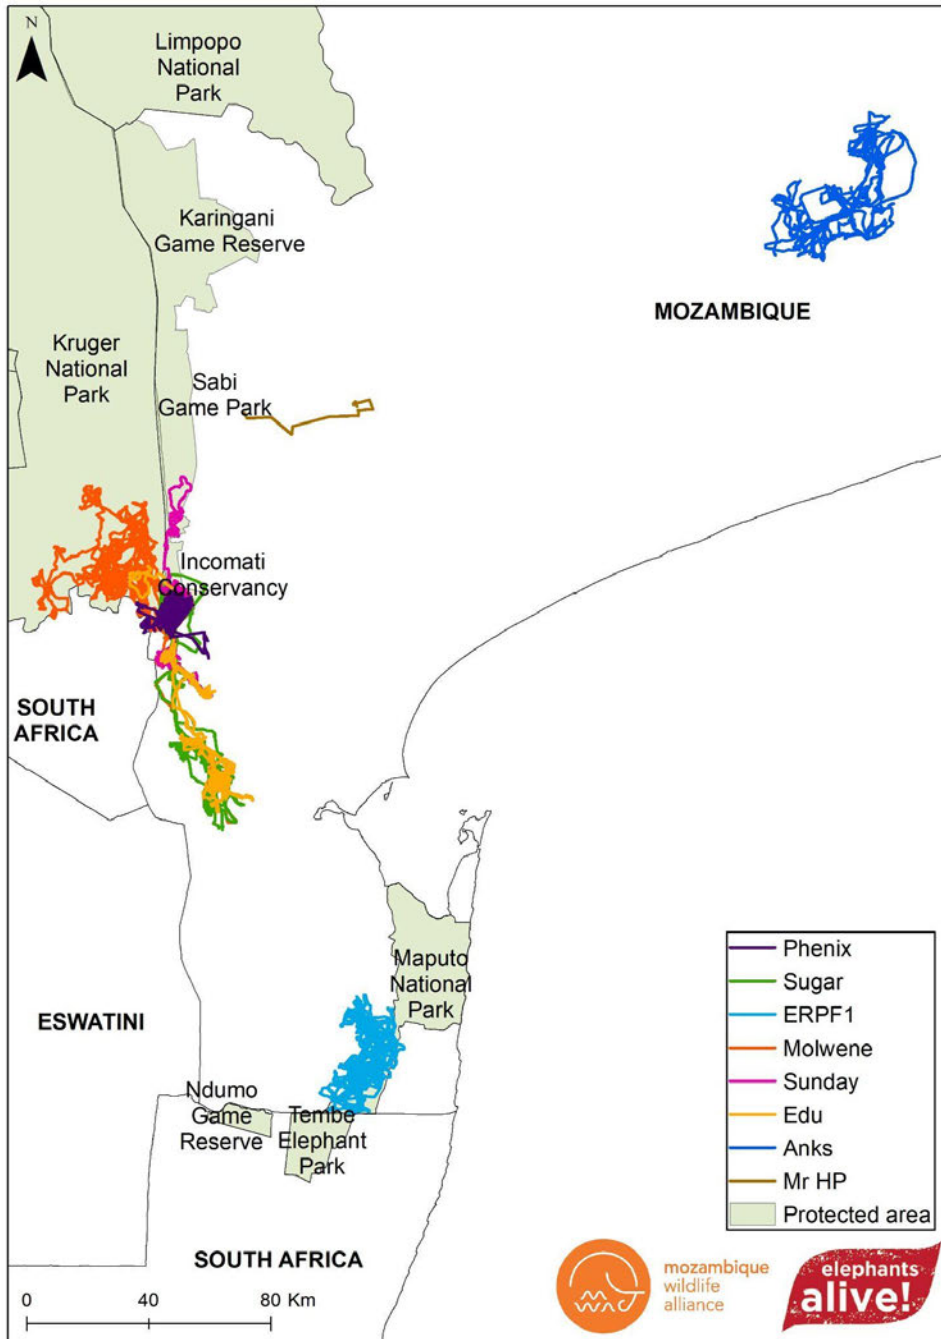 N
Limpopo
National
Park
Karingani
Game Reserve
MOZAMBIQUE
Kruger
National
Park
Sabi
Game Park
Incomati
Conservancy
SOUTH
AFRICA
Maputo
National
Park
ESWATINI
Ndumo
Game
Reserve
Tembe
Elephant
Park
SOUTH AFRICA
Phenix
Sugar
ERPF1
Molwene
Sunday
Edu
Anks
Mr HP
Protected area
0 40 80 Km
mozambique
wildlife
alliance
elephants
alive!